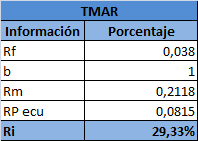 TMAR
Información Porcentaje
Rf 0,038
b 1
Rm 0,2118
RP ecu 0,0815
Ri 29,33%